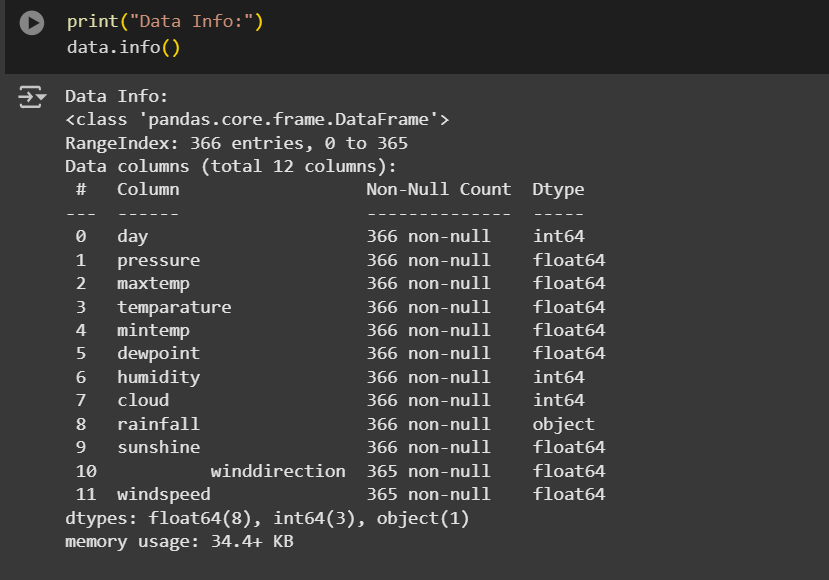 print("Data Info:")
data.info()
Data Info:
<class 'pandas.core.frame.DataFrame'>
RangeIndex: 366 entries, 0 to 365
Data columns (total 12 columns):
 #   Column                  Non-Null Count  Dtype
---  ------                  --------------  -----
 0   day                     366 non-null    int64
 1   pressure                366 non-null    float64
 2   maxtemp                 366 non-null    float64
 3   temparature             366 non-null    float64
 4   mintemp                 366 non-null    float64
 5   dewpoint                366 non-null    float64
 6   humidity                366 non-null    int64
 7   cloud                   366 non-null    int64
 8   rainfall                366 non-null    object
 9   sunshine                366 non-null    float64
 10           winddirection  365 non-null    float64
 11  windspeed               365 non-null    float64
dtypes: float64(8), int64(3), object(1)
memory usage: 34.4+ KB